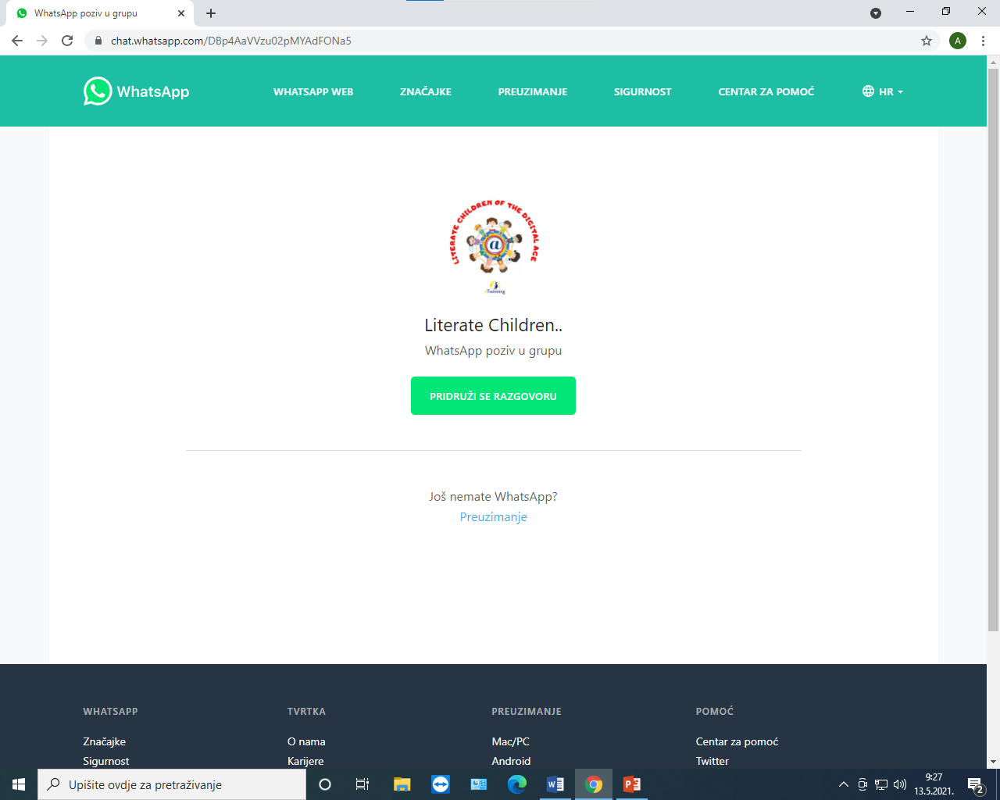 WhatsApp poziv u grupu
chat.whatsapp.com/DBp4AaVVzu02pMYAdFONa5
A
WhatsApp
WHATSAPP WEB
ZNAČAJKE
PREUZIMANJE
SIGURNOST
CENTAR ZA POMOĆ
HR
LITERATE CHILDREN OF THE DIGITAL AGE
@
eTwinning
Literate Children..
WhatsApp poziv u grupu
PRIDRUŽI SE RAZGOVORU
Još nemate WhatsApp?
Preuzimanje
WHATSAPP
Značajke
Sigurnost
TVRTKA
O nama
Karijere
PREUZIMANJE
Mac/PC
Android
POMOĆ
Centar za pomoć
Twitter
Upišite ovdje za pretraživanje
9:27
13.5.2021.
2